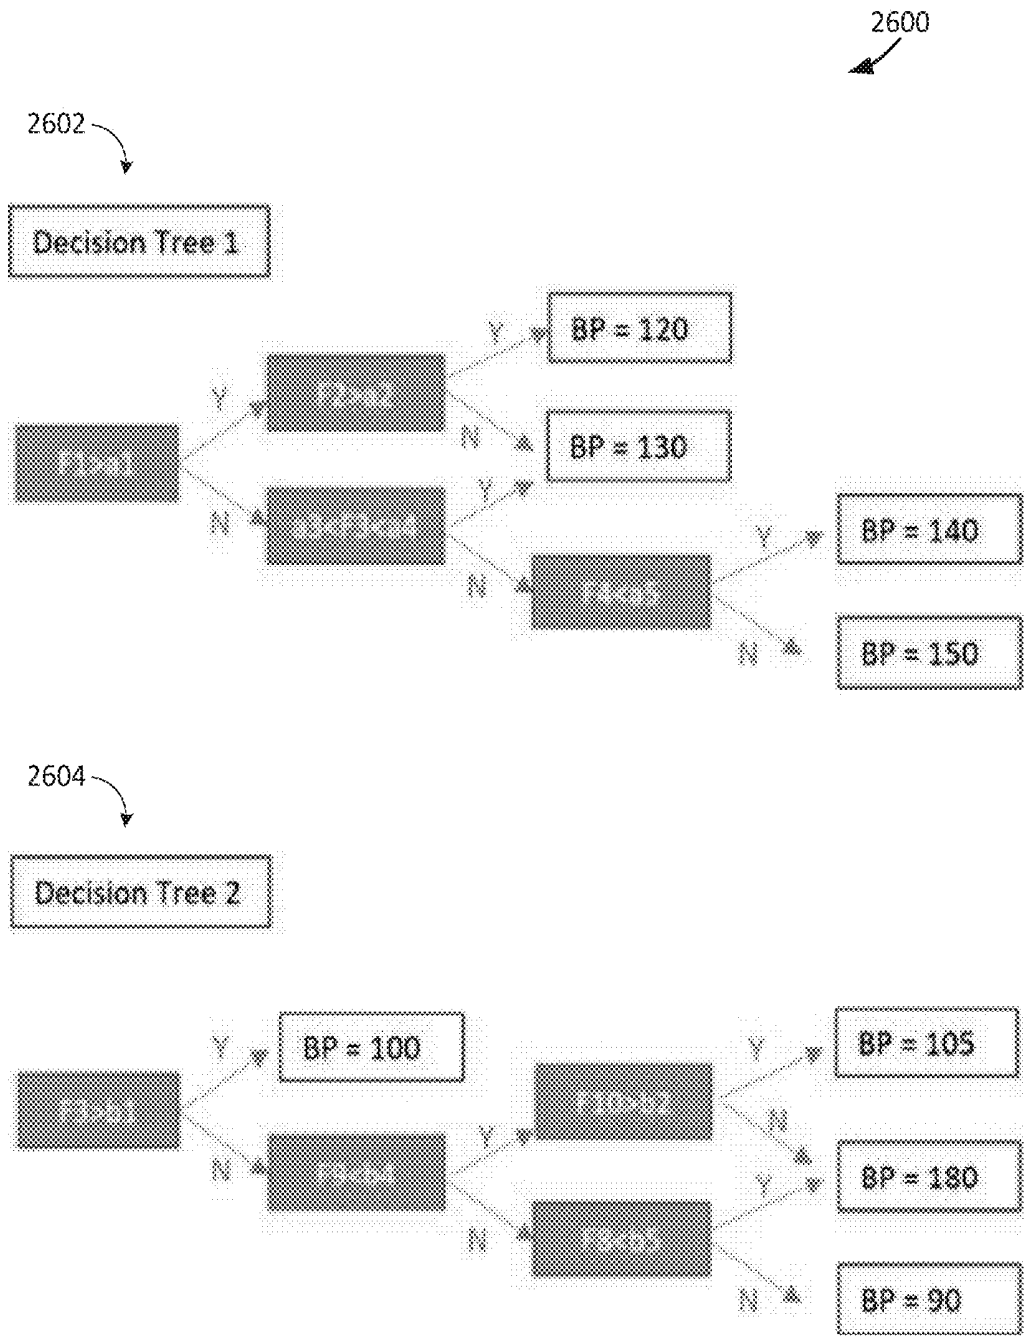 2600
2602
Decision Tree 1
Y
BP = 120
Y
N
BP = 130
N
Y
N
Y
BP = 140
N
BP = 150
2604
Decision Tree 2
Y
BP = 100
N
Y
N
Y
BP = 105
N
Y
BP = 180
N
BP = 90